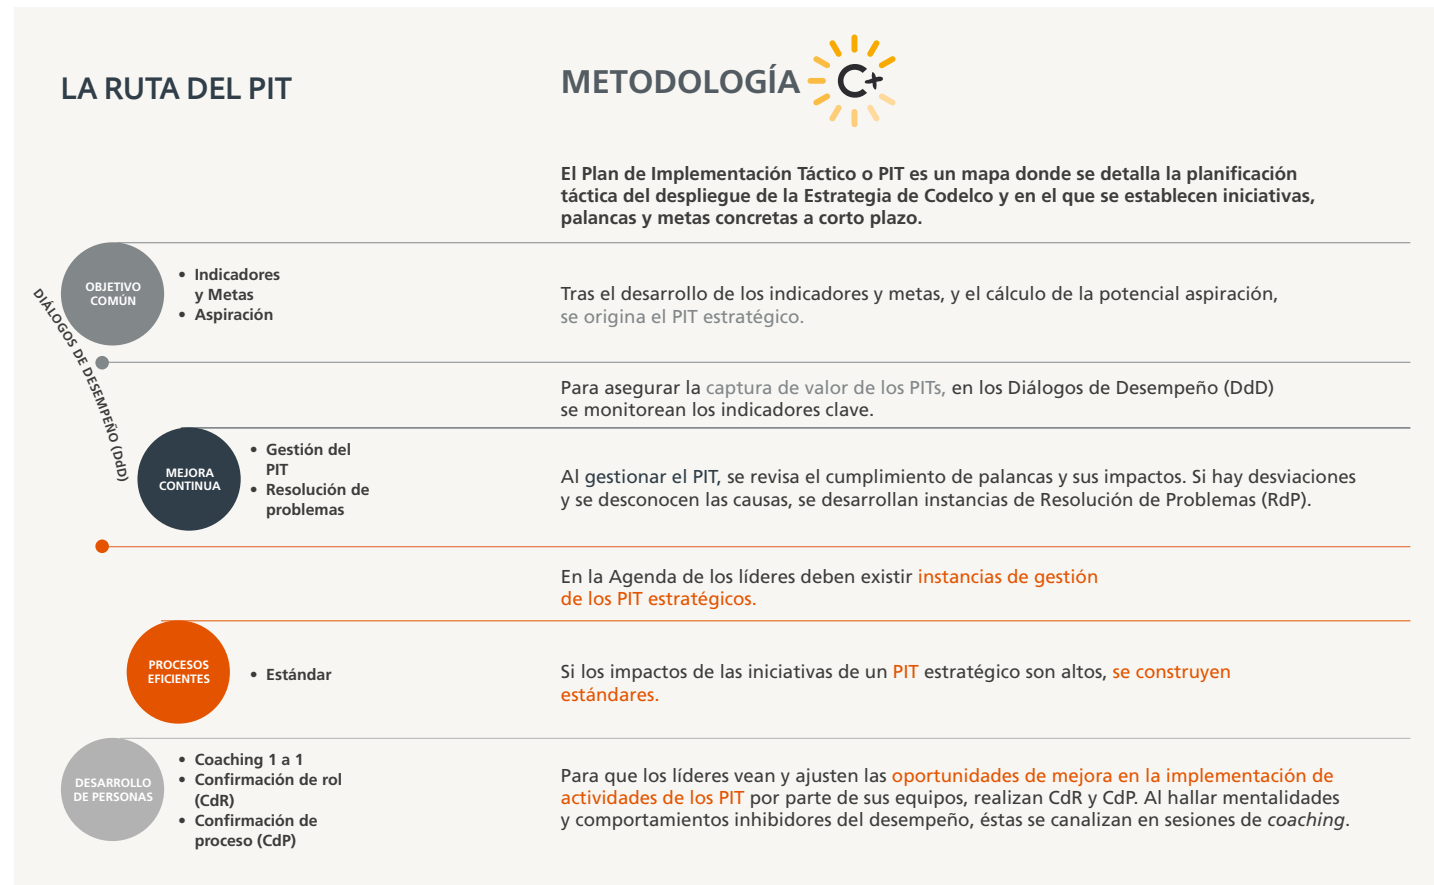 LA RUTA DEL PIT
METODOLOGÍA C+
El Plan de Implementación Táctico o PIT es un mapa donde se detalla la planificación
táctica del despliegue de la Estrategia de Codelco y en el que se establecen iniciativas,
palancas y metas concretas a corto plazo.
DIÁLOGOS DE DESEMPEÑO (DdD)
OBJETIVO
COMÚN
• Indicadores
y Metas
• Aspiración
Tras el desarrollo de los indicadores y metas, y el cálculo de la potencial aspiración,
se origina el PIT estratégico.
Para asegurar la captura de valor de los PITs, en los Diálogos de Desempeño (DdD)
se monitorean los indicadores clave.
MEJORA
CONTINUA
• Gestión del
PIT
• Resolución de
problemas
Al gestionar el PIT, se revisa el cumplimiento de palancas y sus impactos. Si hay desviaciones
y se desconocen las causas, se desarrollan instancias de Resolución de Problemas (RdP).
En la Agenda de los líderes deben existir instancias de gestión
de los PIT estratégicos.
PROCESOS
EFICIENTES
• Estándar
Si los impactos de las iniciativas de un PIT estratégico son altos, se construyen
estándares.
DESARROLLO
DE PERSONAS
• Coaching 1 a 1
• Confirmación de rol
(CdR)
• Confirmación de
proceso (CdP)
Para que los líderes vean y ajusten las oportunidades de mejora en la implementación de
actividades de los PIT por parte de sus equipos, realizan CdR y CdP. Al hallar mentalidades
y comportamientos inhibidores del desempeño, éstas se canalizan en sesiones de coaching.